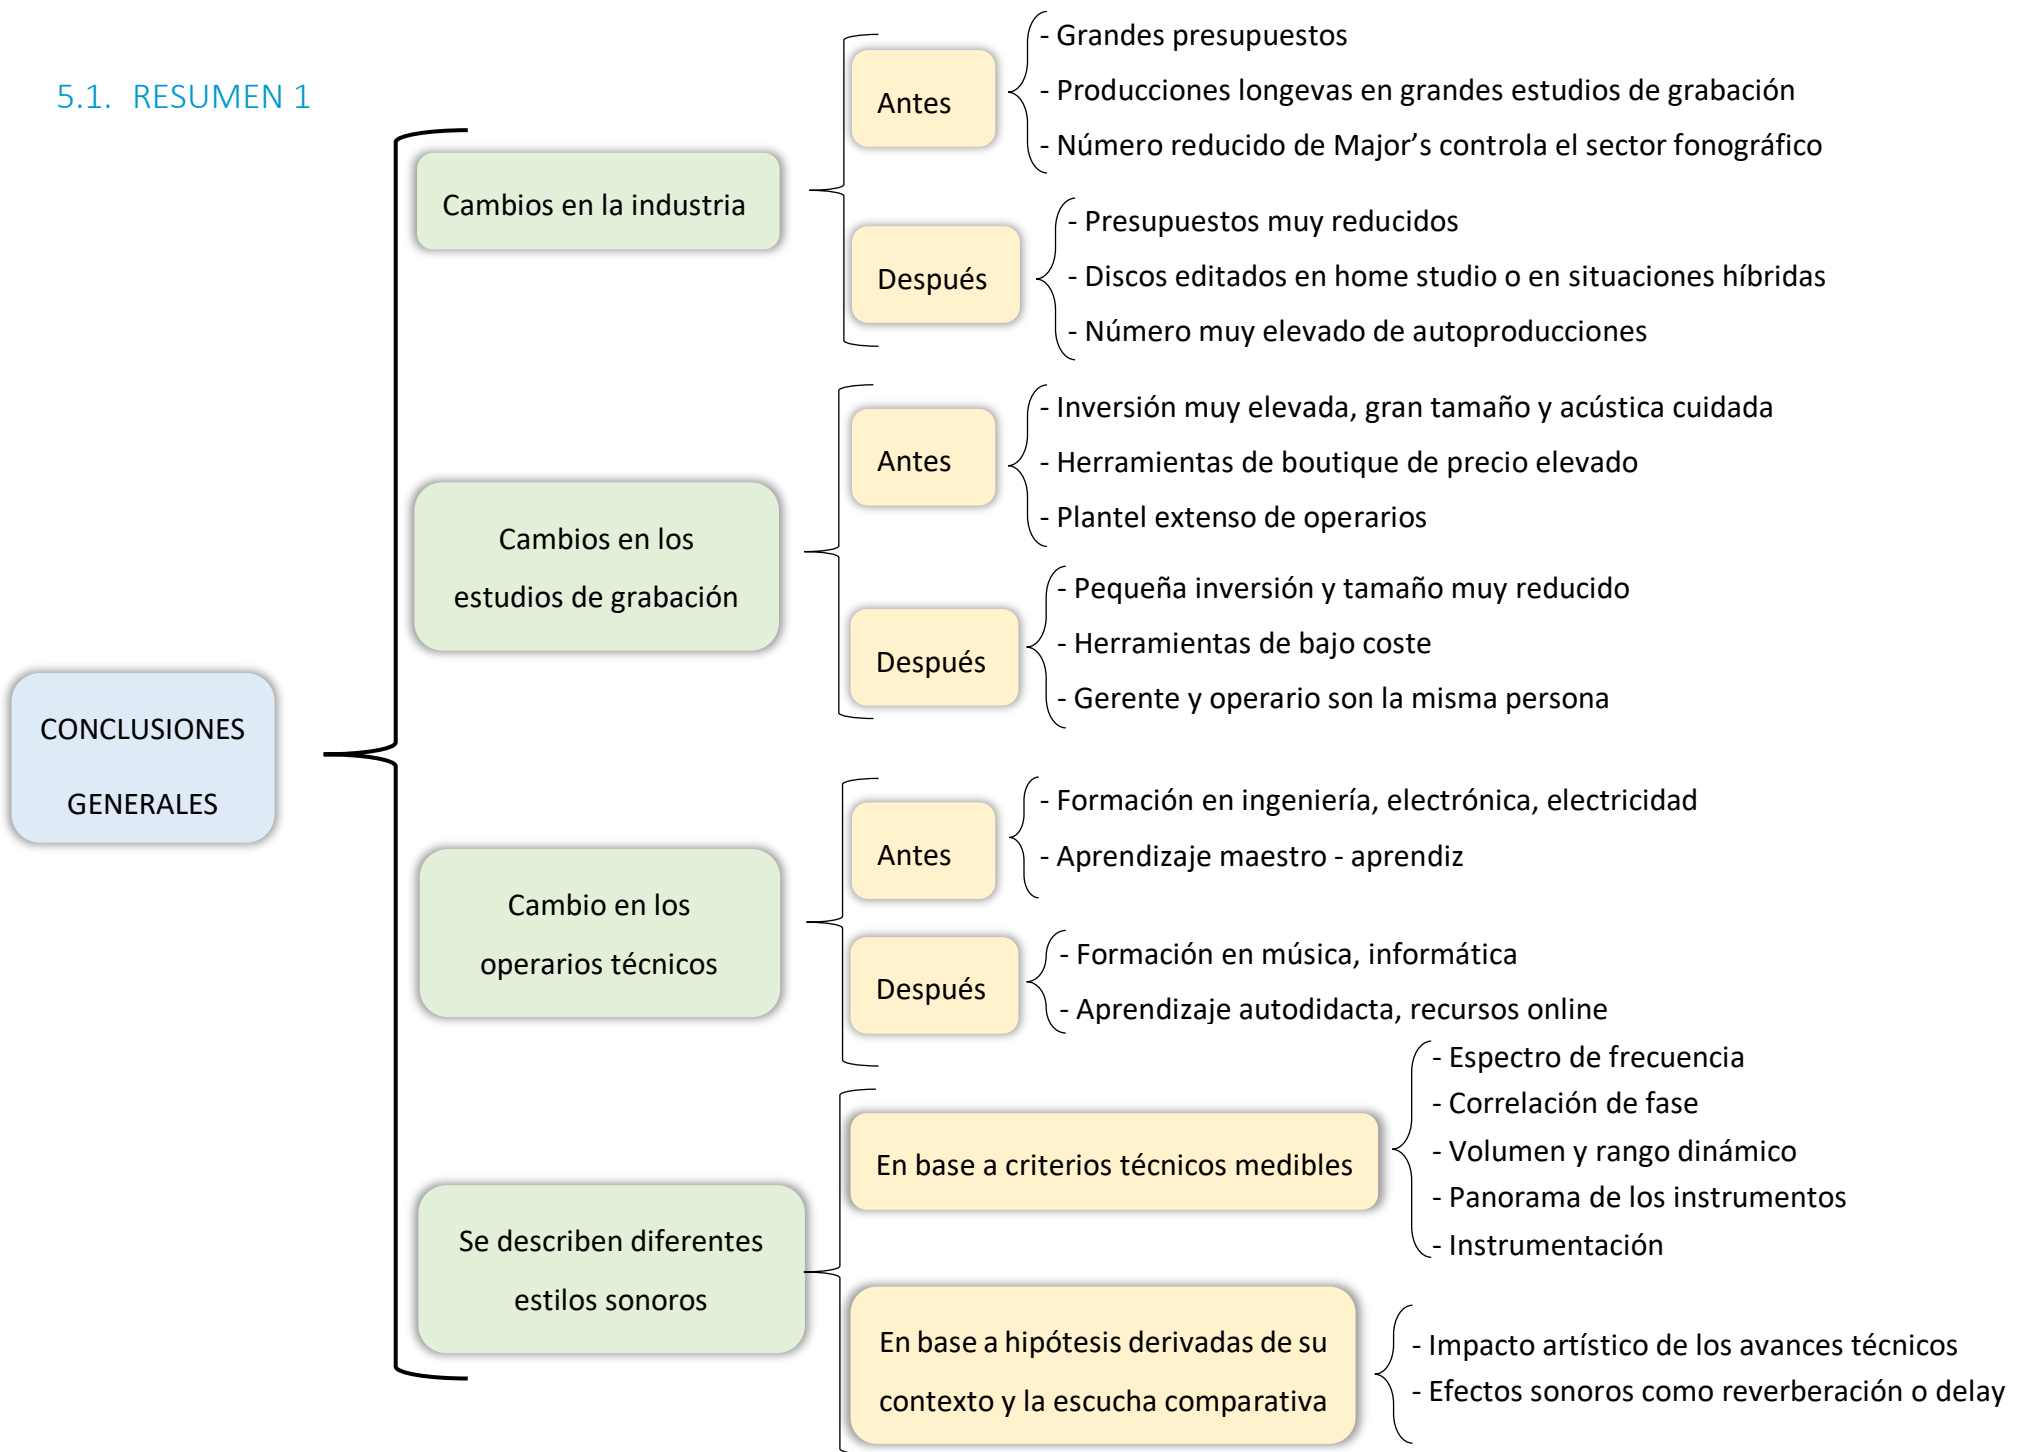 5.1. RESUMEN 1
CONCLUSIONES
GENERALES
Cambios en la industria
Antes
- Grandes presupuestos
- Producciones longevas en grandes estudios de grabación
- Número reducido de Major’s controla el sector fonográfico
Después
- Presupuestos muy reducidos
- Discos editados en home studio o en situaciones híbridas
- Número muy elevado de autoproducciones
Cambios en los
estudios de grabación
Antes
- Inversión muy elevada, gran tamaño y acústica cuidada
- Herramientas de boutique de precio elevado
- Plantel extenso de operarios
Después
- Pequeña inversión y tamaño muy reducido
- Herramientas de bajo coste
- Gerente y operario son la misma persona
Cambio en los
operarios técnicos
Antes
- Formación en ingeniería, electrónica, electricidad
- Aprendizaje maestro - aprendiz
Después
- Formación en música, informática
- Aprendizaje autodidacta, recursos online
Se describen diferentes
estilos sonoros
En base a criterios técnicos medibles
- Espectro de frecuencia
- Correlación de fase
- Volumen y rango dinámico
- Panorama de los instrumentos
- Instrumentación
En base a hipótesis derivadas de su
contexto y la escucha comparativa
- Impacto artístico de los avances técnicos
- Efectos sonoros como reverberación o delay